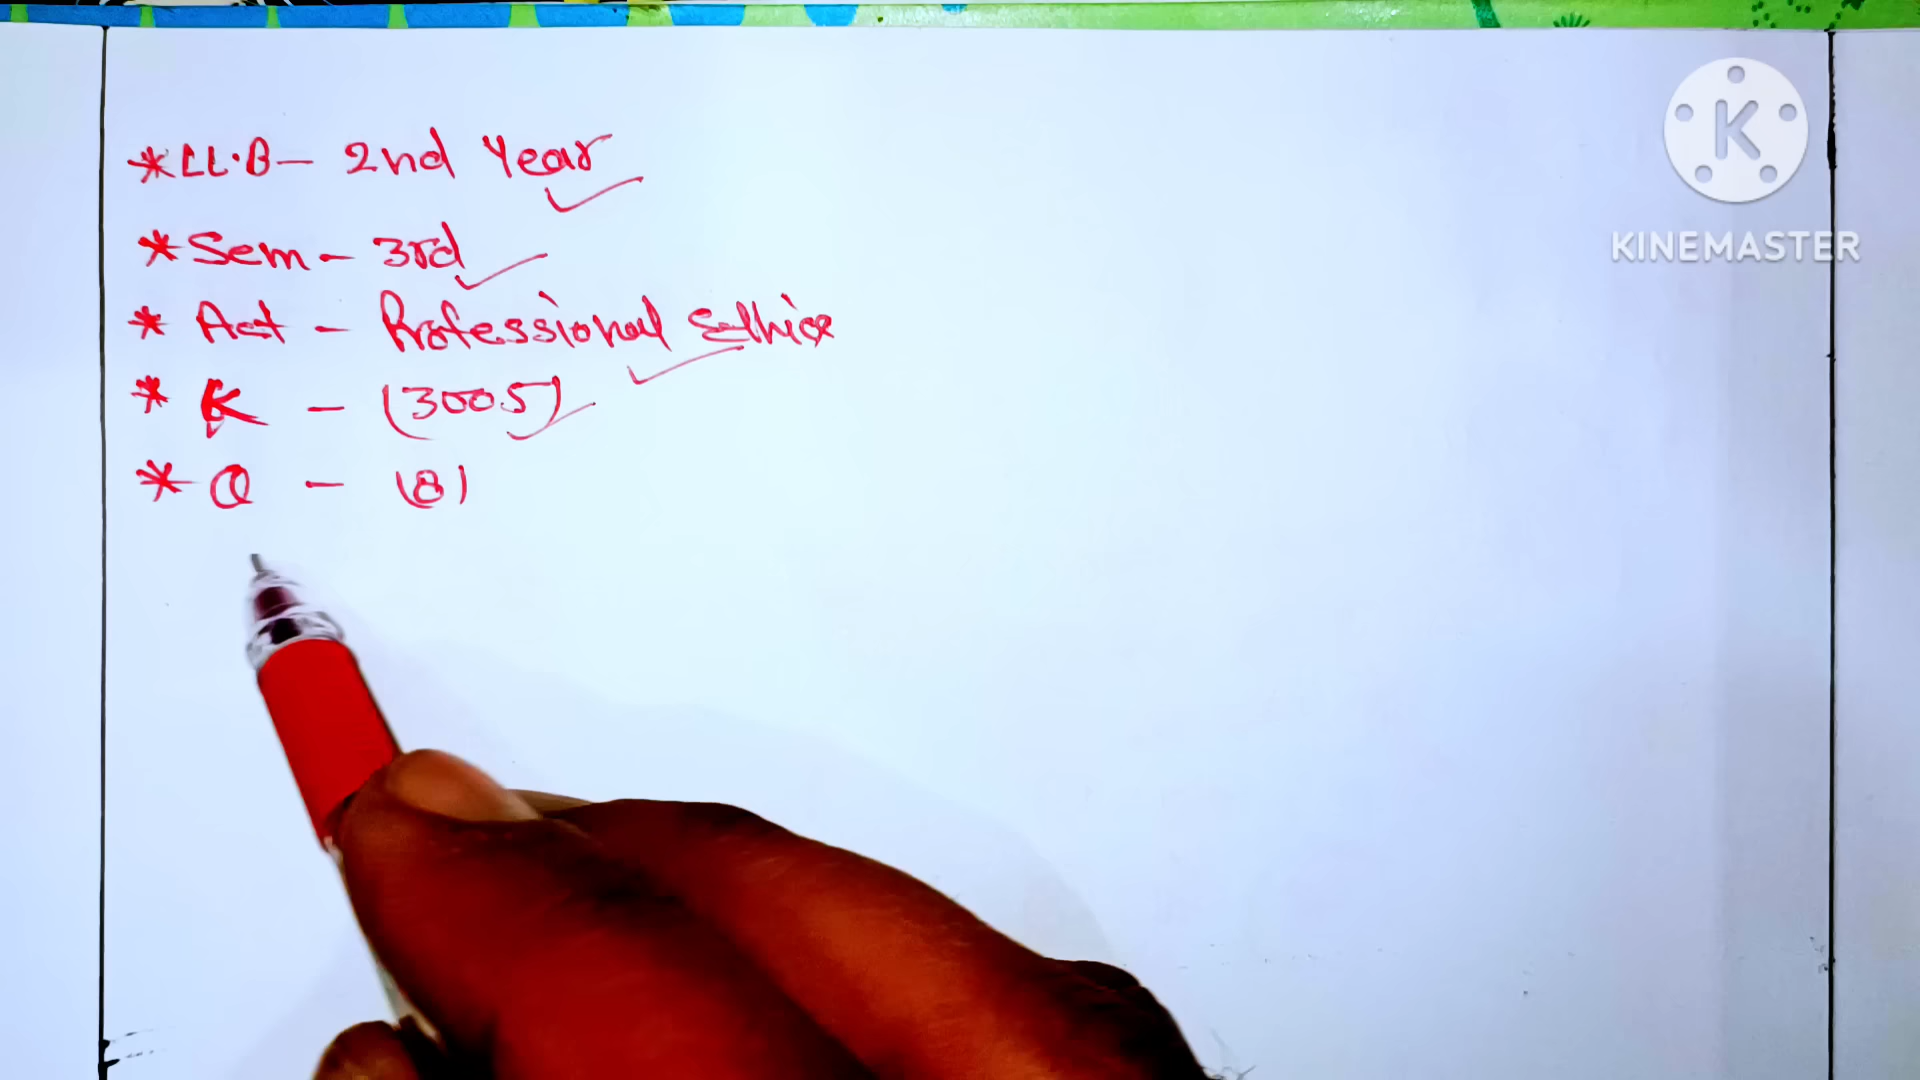 *LL.B - 2nd Year
*Sem - 3rd
* Act - Professional Ethics
* K - (3005)
* Q - (8)
K
KINEMASTER